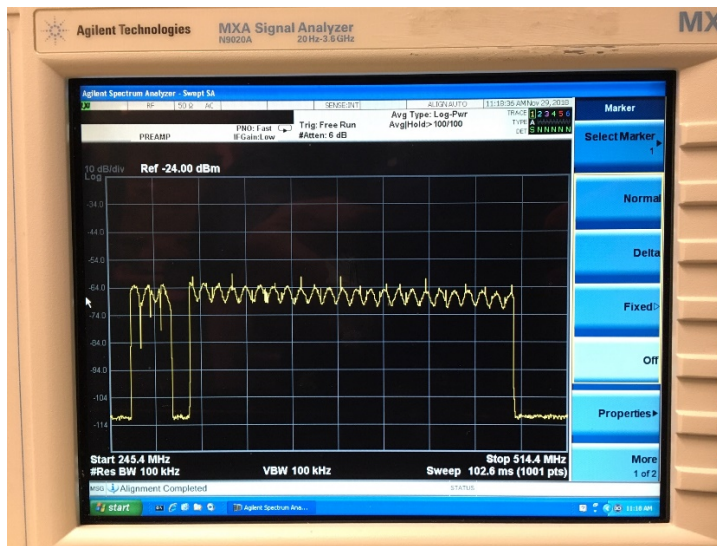 Agilent Technologies
MXA Signal Analyzer
N9020A 20Hz-3.6GHz
MX
Agilent Spectrum Analyzer - Swept SA
RF 50 Ω AC SENSE:INT ALIGNAUTO 11:18:36 AM Nov 29, 2010
PREAMP
PNO: Fast
IFGain:Low
Trig: Free Run
#Atten: 6 dB
Avg Type: Log-Pwr
Avg|Hold:> 100/100
TRACE 1 2 3 4 5 6
TYPE A
DET S N N N N N
10 dB/div Ref -24.00 dBm
Log
-34.0
-44.0
-54.0
-64.0
-74.0
-84.0
-94.0
-104
-114
Start 245.4 MHz
Stop 514.4 MHz
#Res BW 100 kHz
VBW 100 kHz
Sweep 102.6 ms (1001 pts)
MSG Alignment Completed STATUS
Marker
Select Marker
1
Normal
Delta
Fixed
Off
Properties
More
1 of 2
start
Agilent Spectrum Ana...
11:18 AM